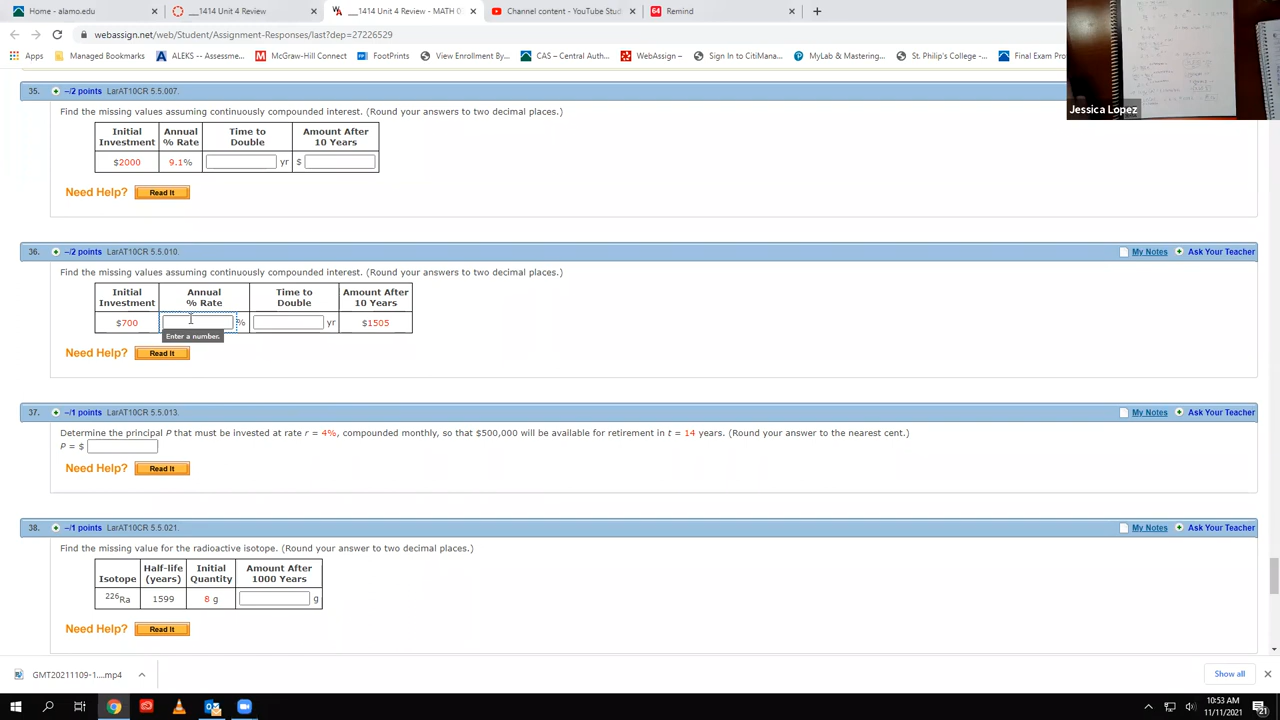 Home - alamo.edu
___1414 Unit 4 Review
___1414 Unit 4 Review - MATH 0
Channel content - YouTube Stud
Remind
webassign.net/web/Student/Assignment-Responses/last?dep=27226529
Apps
Managed Bookmarks
ALEKS -- Assessme...
McGraw-Hill Connect
FootPrints
View Enrollment By...
CAS – Central Auth...
WebAssign –
Sign In to CitiMana...
MyLab & Mastering...
St. Philip's College -...
Final Exam Pro
Jessica Lopez
35. –/2 points LarAT10CR 5.5.007.
Find the missing values assuming continuously compounded interest. (Round your answers to two decimal places.)
Initial Investment Annual % Rate Time to Double Amount After 10 Years
$2000 9.1% yr $
Need Help? Read It
36. –/2 points LarAT10CR 5.5.010. My Notes Ask Your Teacher
Find the missing values assuming continuously compounded interest. (Round your answers to two decimal places.)
Initial Investment Annual % Rate Time to Double Amount After 10 Years
$700 % yr $1505
Enter a number.
Need Help? Read It
37. –/1 points LarAT10CR 5.5.013. My Notes Ask Your Teacher
Determine the principal P that must be invested at rate r = 4%, compounded monthly, so that $500,000 will be available for retirement in t = 14 years. (Round your answer to the nearest cent.)
P = $
Need Help? Read It
38. –/1 points LarAT10CR 5.5.021. My Notes Ask Your Teacher
Find the missing value for the radioactive isotope. (Round your answer to two decimal places.)
Isotope Half-life (years) Initial Quantity Amount After 1000 Years
226Ra 1599 8 g g
Need Help? Read It
GMT20211109-1....mp4
Show all
10:53 AM
11/11/2021
21